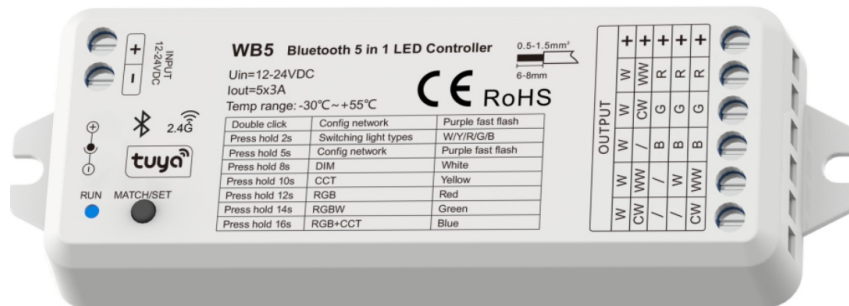 +
−
INPUT
12-24VDC
WB5 Bluetooth 5 in 1 LED Controller
0.5-1.5mm²
6-8mm
Uin=12-24VDC
Iout=5x3A
Temp range: -30℃~+55℃
CE RoHS
2.4G
tuya
RUN MATCH/SET
Double click Config network Purple fast flash
Press hold 2s Switching light types W/Y/R/G/B
Press hold 5s Config network Purple fast flash
Press hold 8s DIM White
Press hold 10s CCT Yellow
Press hold 12s RGB Red
Press hold 14s RGBW Green
Press hold 16s RGB+CCT Blue
OUTPUT
+ + + + +
W WW R R R
W CW G G G
W / B B B
W WW / W WW
W CW / / CW